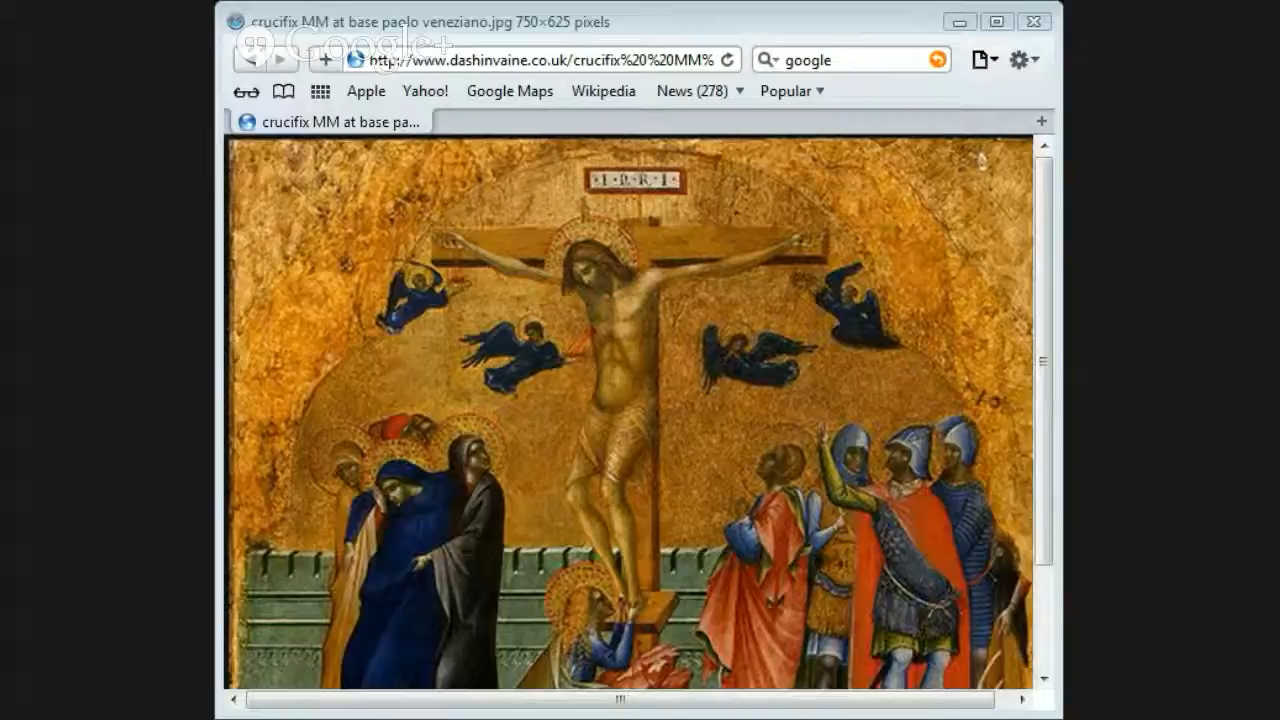 crucifix MM at base paolo veneziano.jpg 750×625 pixels
Google+
http://www.dashinvaine.co.uk/crucifix%20%20MM%
google
Apple Yahoo! Google Maps Wikipedia News (278) Popular
crucifix MM at base pa...
·I·N·R·I·